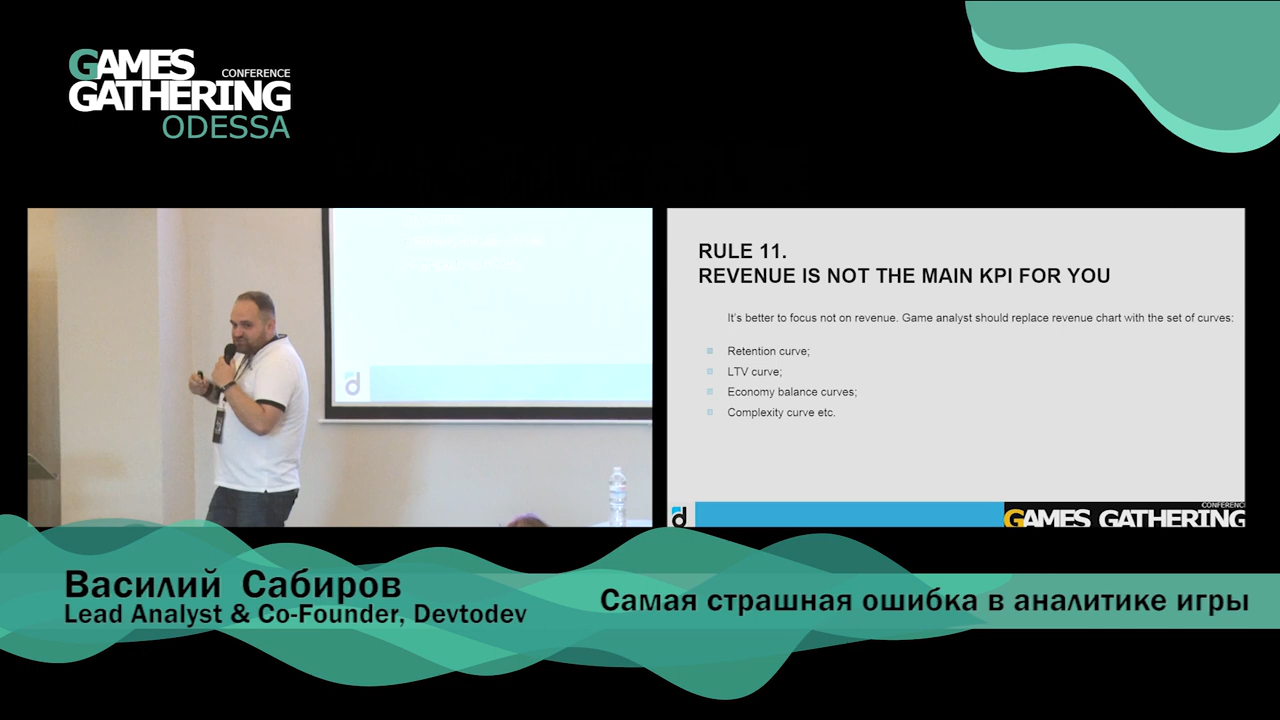 GAMES
CONFERENCE
GATHERING
ODESSA
RULE 11.
REVENUE IS NOT THE MAIN KPI FOR YOU
It's better to focus not on revenue. Game analyst should replace revenue chart with the set of curves:
Retention curve;
LTV curve;
Economy balance curves;
Complexity curve etc.
d
d
CONFERENC
GAMES GATHERING
Василий Сабиров
Lead Analyst & Co-Founder, Devtodev
Самая страшная ошибка в аналитике игры